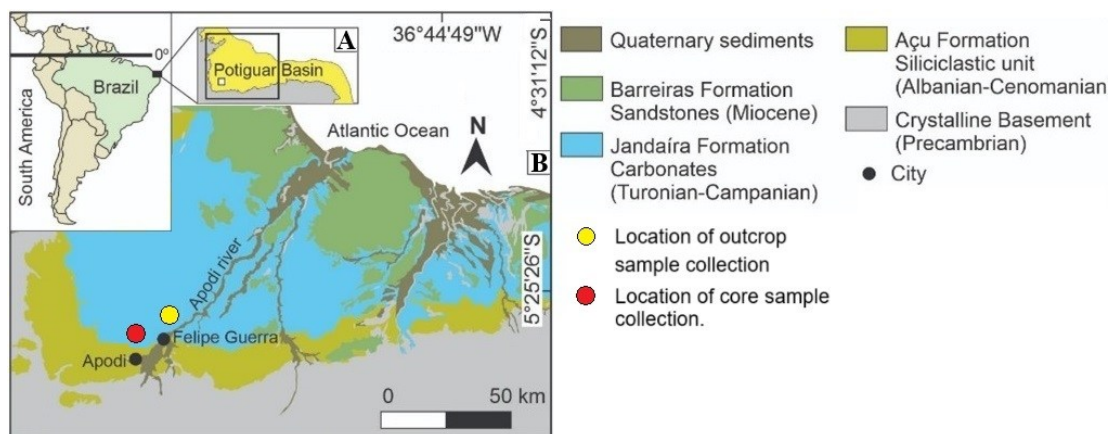 South America
0°
Brazil
A
Potiguar Basin
36°44'49"W
4°31'12"S
Atlantic Ocean
N
B
5°25'26"S
Apodi river
Felipe Guerra
Apodi
0 50 km
Quaternary sediments
Barreiras Formation
Sandstones (Miocene)
Jandaíra Formation
Carbonates
(Turonian-Campanian)
Location of outcrop
sample collection
Location of core sample
collection.
Açu Formation
Siliciclastic unit
(Albanian-Cenomanian
Crystalline Basement
(Precambrian)
City